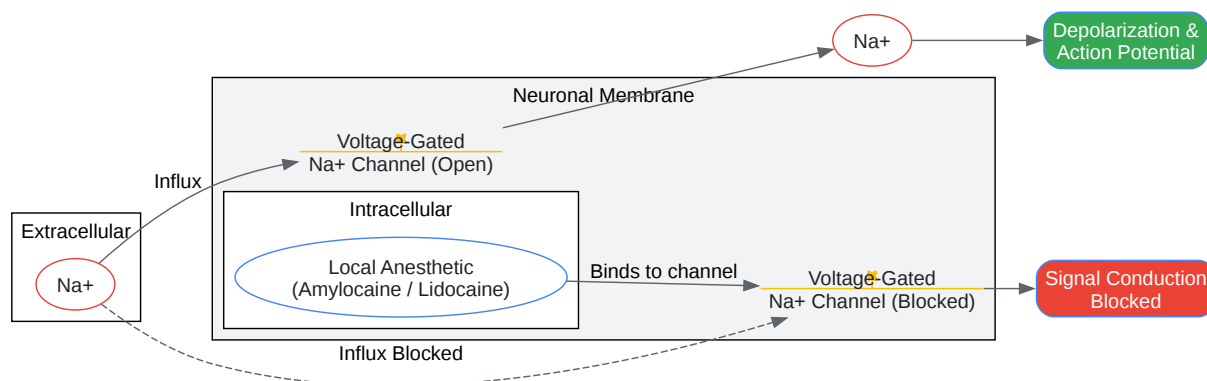 Na+
Depolarization &
Action Potential
Neuronal Membrane
Voltage-Gated
Na+ Channel (Open)
Influx
Intracellular
Extracellular
Local Anesthetic
(Amylocaine / Lidocaine)
Binds to channel
Voltage-Gated
Na+ Channel (Blocked)
Signal Conduction
Blocked
Na+
Influx Blocked